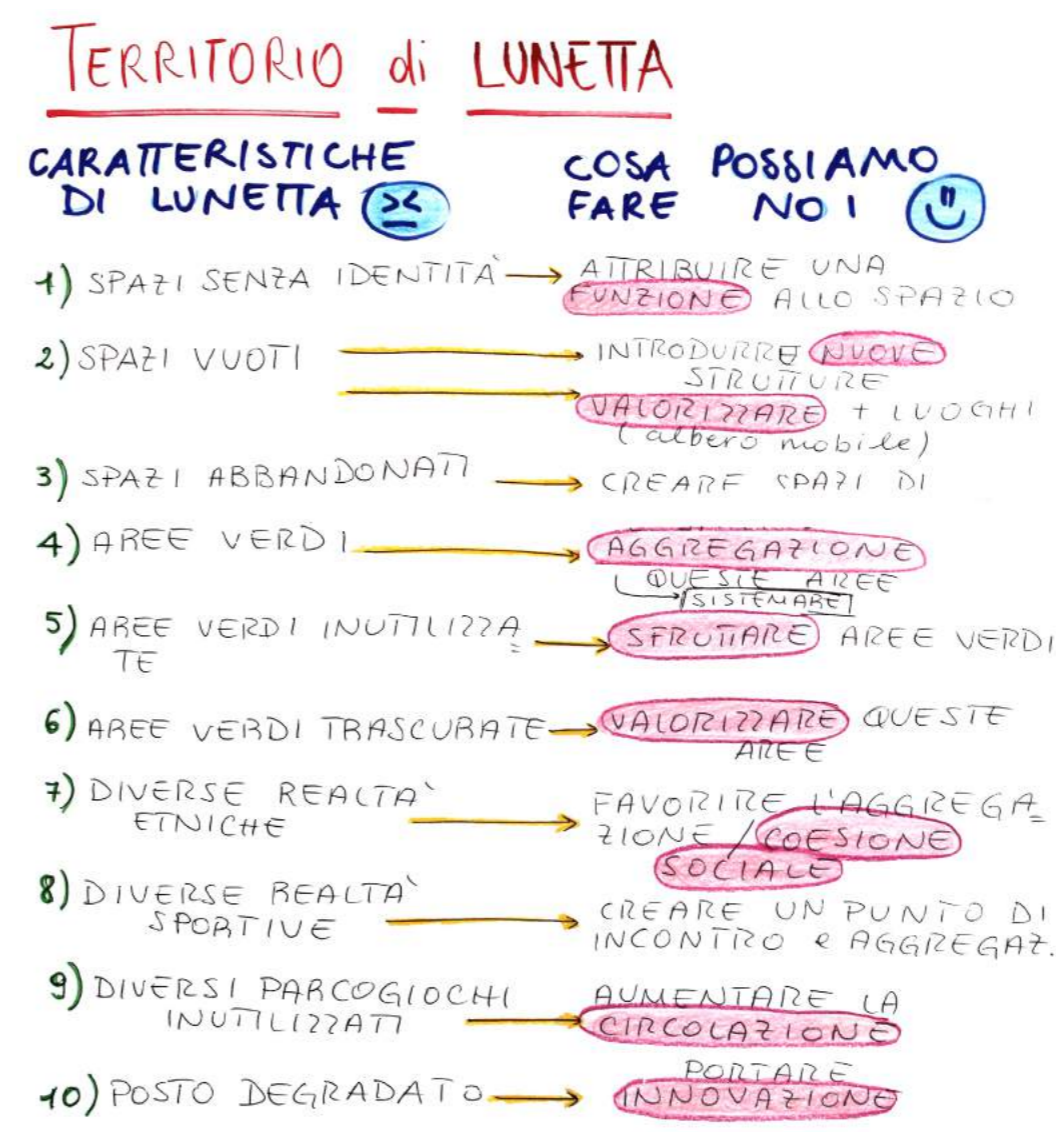 TERRITORIO di LUNETTA
CARATTERISTICHE
DI LUNETTA
COSA POSSIAMO
FARE NOI
1) SPAZI SENZA IDENTITÀ
ATTRIBUIRE UNA
FUNZIONE ALLO SPAZIO
2) SPAZI VUOTI
INTRODURRE NUOVE
STRUTTURE
VALORIZZARE + LUOGHI
(albero mobile)
3) SPAZI ABBANDONATI
CREARE SPAZI DI
4) AREE VERDI
AGGREGAZIONE
QUESTE AREE
SISTEMARE
5) AREE VERDI INUTILIZZA
TE
SFRUTTARE AREE VERDI
6) AREE VERDI TRASCURATE
VALORIZZARE QUESTE
AREE
7) DIVERSE REALTA`
ETNICHE
FAVORIRE L'AGGREGA
ZIONE / COESIONE
SOCIALE
8) DIVERSE REALTA`
SPORTIVE
CREARE UN PUNTO DI
INCONTRO e AGGREGAZ.
9) DIVERSI PARCOGIOCHI
INUTILIZZATI
AUMENTARE LA
CIRCOLAZIONE
10) POSTO DEGRADATO
PORTARE
INNOVAZIONE